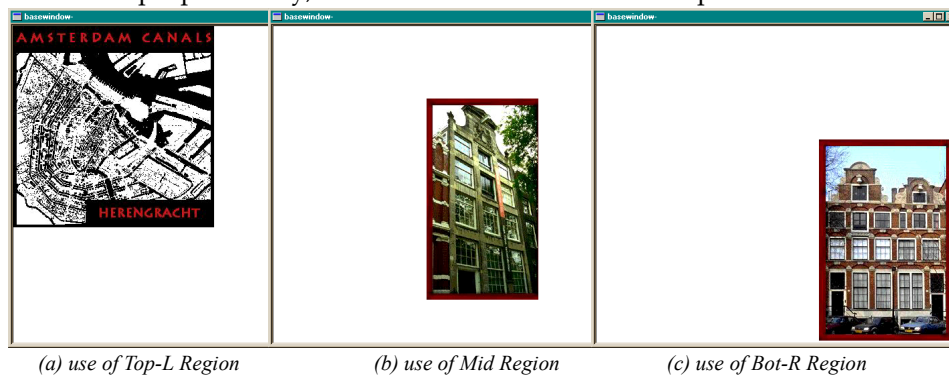 basewindow-
basewindow-
basewindow-
AMSTERDAM CANALS
HERENGRACHT
(a) use of Top-L Region
(b) use of Mid Region
(c) use of Bot-R Region